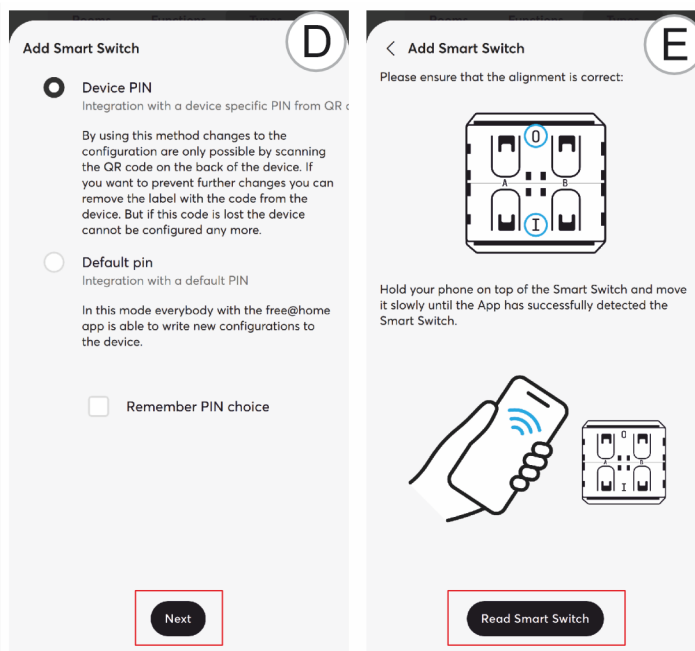 Rooms Functions
D
Add Smart Switch
Device PIN
Integration with a device specific PIN from QR
By using this method changes to the
configuration are only possible by scanning
the QR code on the back of the device. If
you want to prevent further changes you can
remove the label with the code from the
device. But if this code is lost the device
cannot be configured any more.
Default pin
Integration with a default PIN
In this mode everybody with the free@home
app is able to write new configurations to
the device.
Remember PIN choice
Next
Rooms Functions
E
Add Smart Switch
Please ensure that the alignment is correct:
O
A B
I
Hold your phone on top of the Smart Switch and move
it slowly until the App has successfully detected the
Smart Switch.
O
A B
I
Read Smart Switch